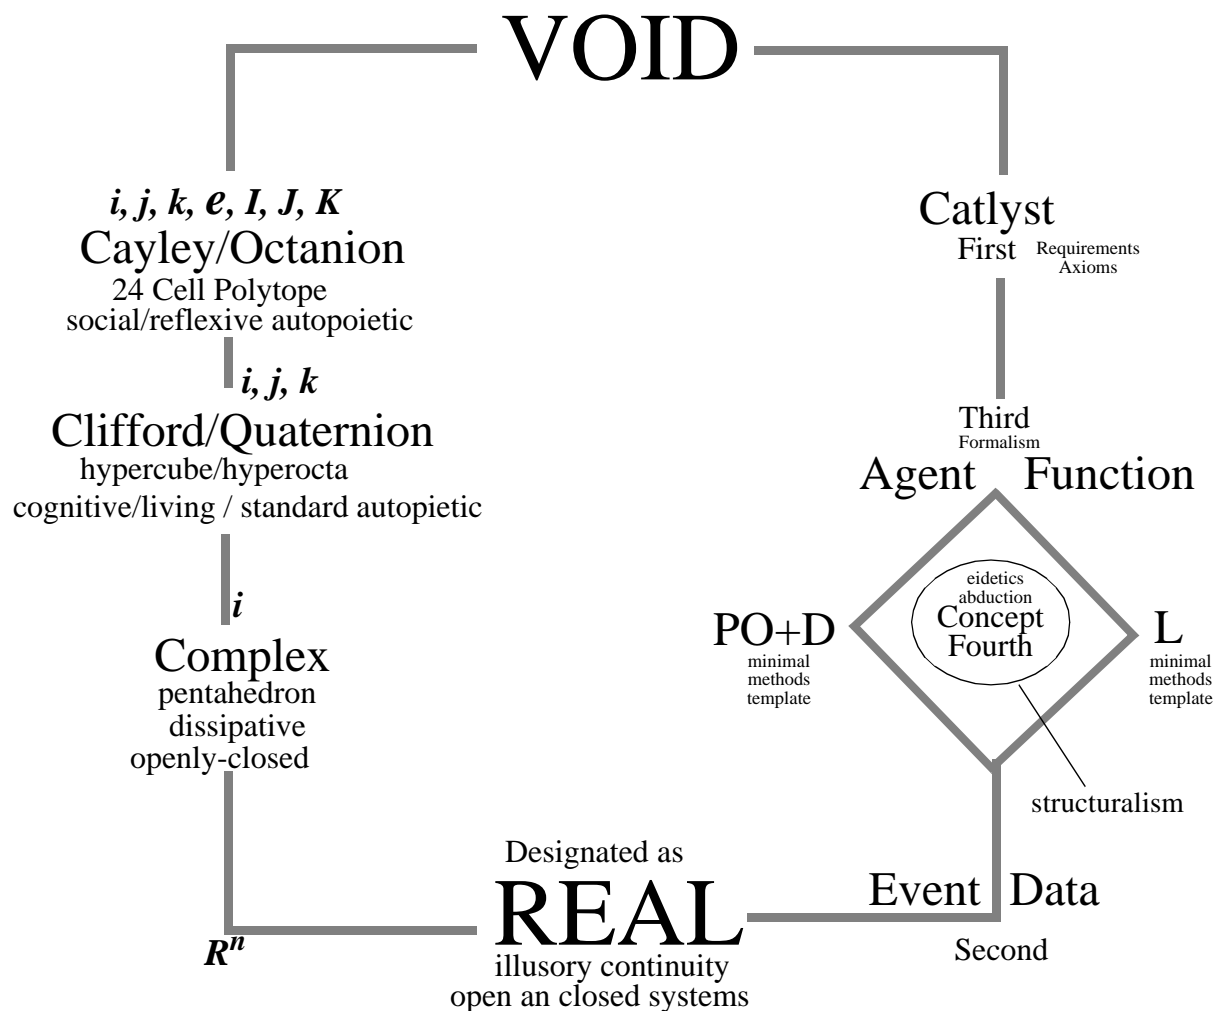 VOID
i, j, k, e, I, J, K
Cayley/Octanion
24 Cell Polytope
social/reflexive autopoietic
i, j, k
Clifford/Quaternion
hypercube/hyperocta
cognitive/living / standard autopietic
i
Complex
pentahedron
dissipative
openly-closed
R^n
Designated as
REAL
illusory continuity
open an closed systems
Catlyst
First
Requirements
Axioms
Third
Formalism
Agent Function
PO+D
minimal
methods
template
eidetics
abduction
Concept
Fourth
L
minimal
methods
template
structuralism
Event Data
Second